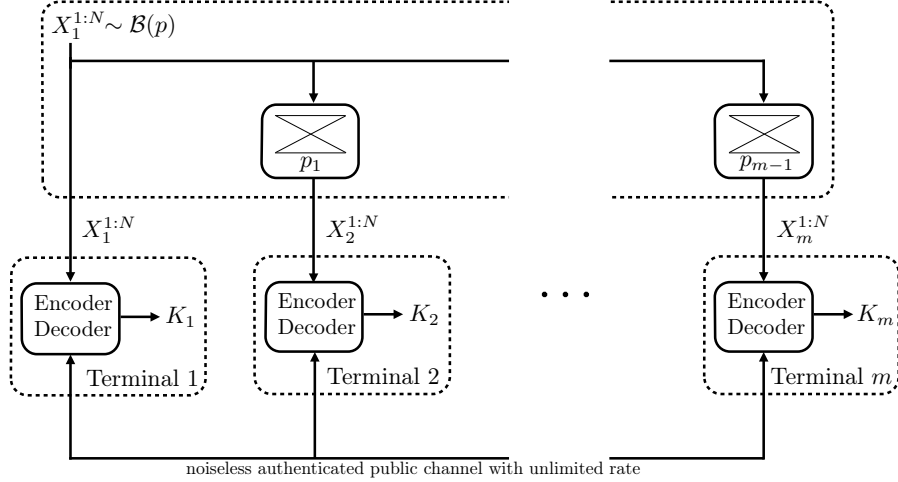 X_1^{1:N} ∼ 𝓑(p)
p_1
p_{m−1}
X_1^{1:N}
X_2^{1:N}
X_m^{1:N}
Encoder
Decoder
K_1
Encoder
Decoder
K_2
· · ·
Encoder
Decoder
K_m
Terminal 1
Terminal 2
Terminal m
noiseless authenticated public channel with unlimited rate